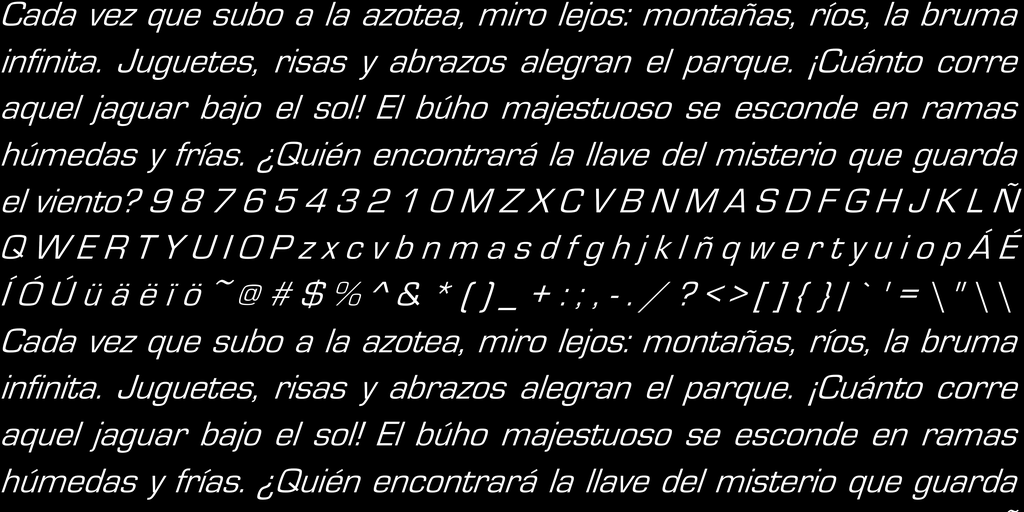 Cada vez que subo a la azotea, miro lejos: montañas, ríos, la bruma
infinita. Juguetes, risas y abrazos alegran el parque. ¡Cuánto corre
aquel jaguar bajo el sol! El búho majestuoso se esconde en ramas
húmedas y frías. ¿Quién encontrará la llave del misterio que guarda
el viento? 9 8 7 6 5 4 3 2 1 0 M Z X C V B N M A S D F G H J K L Ñ
Q W E R T Y U I O P z x c v b n m a s d f g h j k l ñ q w e r t y u i o p Á É
Í Ó Ú ü ä ë ï ö ~ @ # $ % ^ & * ( ) _ + : ; , - . / ? < > [ ] { } | ` ' = \ " \ \
Cada vez que subo a la azotea, miro lejos: montañas, ríos, la bruma
infinita. Juguetes, risas y abrazos alegran el parque. ¡Cuánto corre
aquel jaguar bajo el sol! El búho majestuoso se esconde en ramas
húmedas y frías. ¿Quién encontrará la llave del misterio que guarda